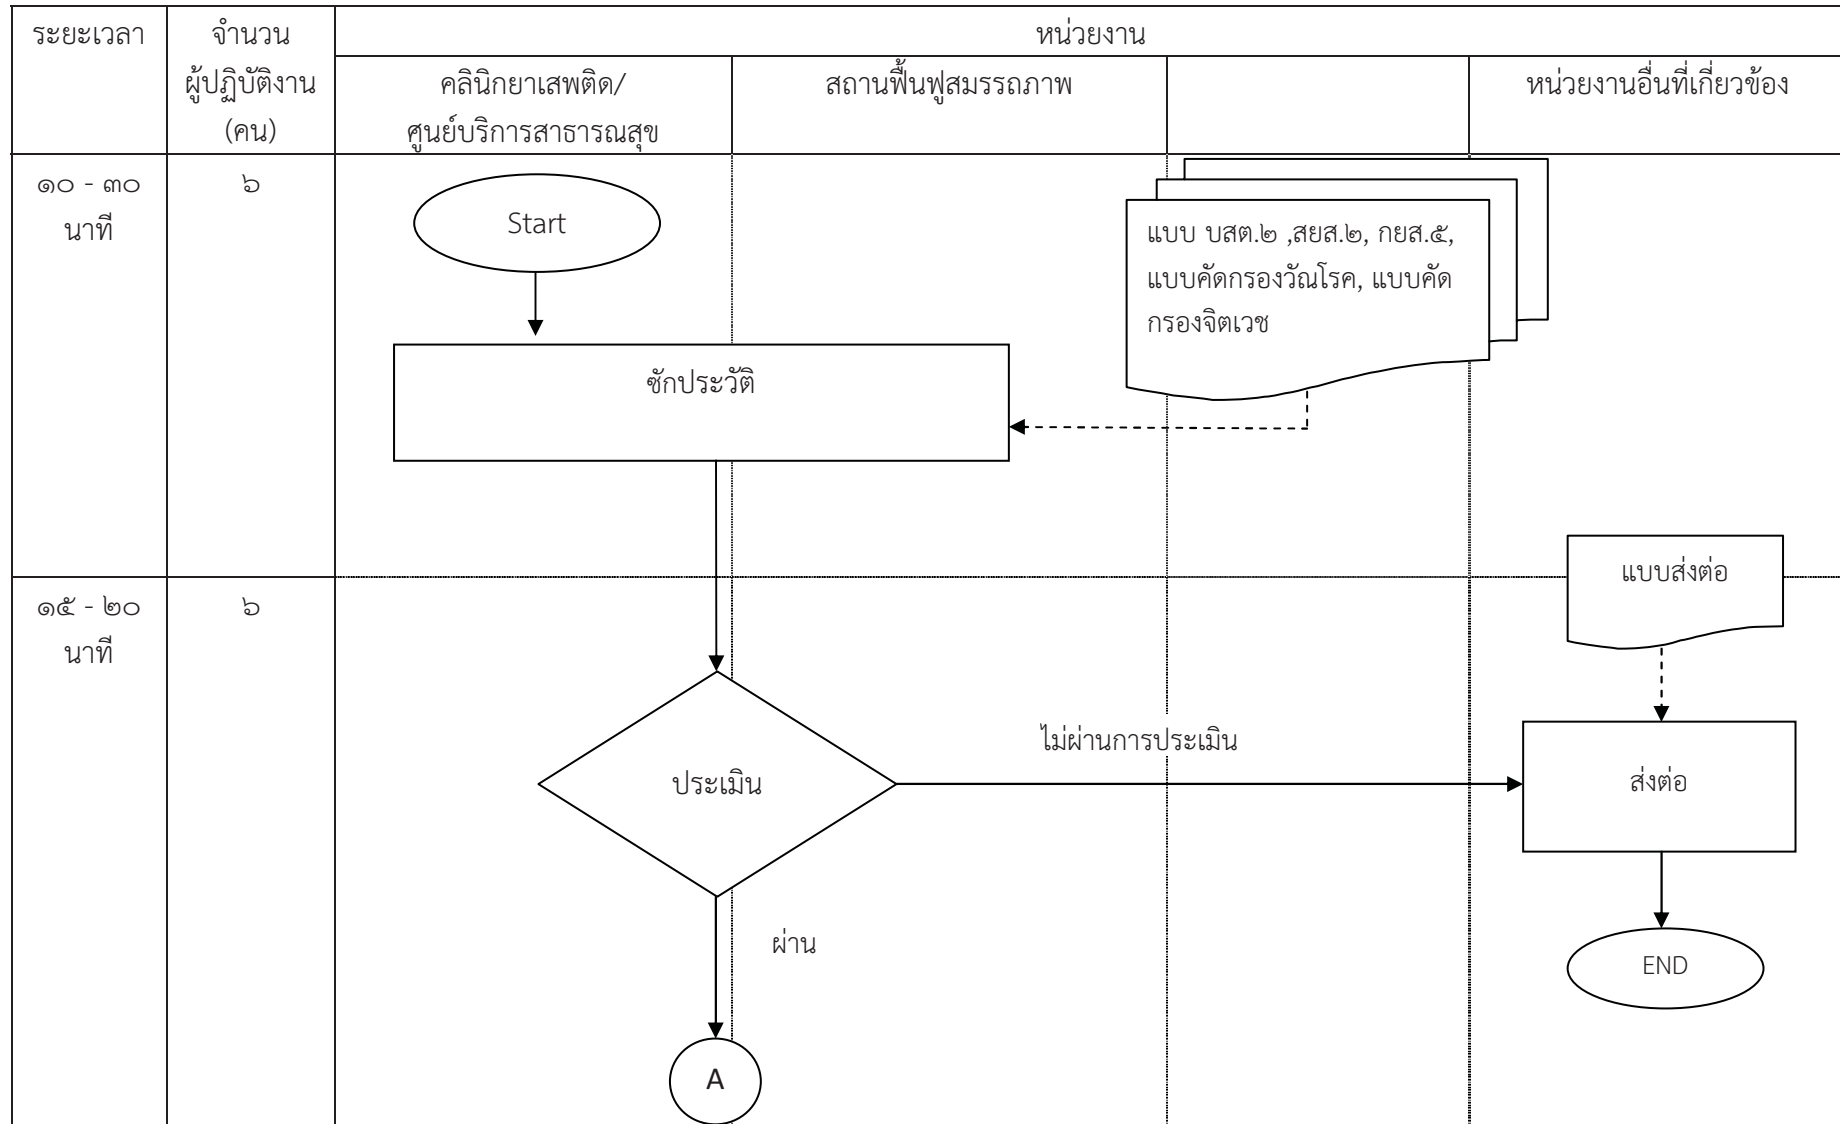 ระยะเวลา
จำนวน
ผู้ปฏิบัติงาน
(คน)
หน่วยงาน
คลินิกยาเสพติด/
ศูนย์บริการสาธารณสุข
สถานฟื้นฟูสมรรถภาพ
หน่วยงานอื่นที่เกี่ยวข้อง
๑๐ - ๓๐
นาที
๖
Start
แบบ บสต.๒ ,สยส.๒, กยส.๕,
แบบคัดกรองวัณโรค, แบบคัด
กรองจิตเวช
ซักประวัติ
แบบส่งต่อ
๑๕ - ๒๐
นาที
๖
ไม่ผ่านการประเมิน
ประเมิน
ส่งต่อ
ผ่าน
END
A